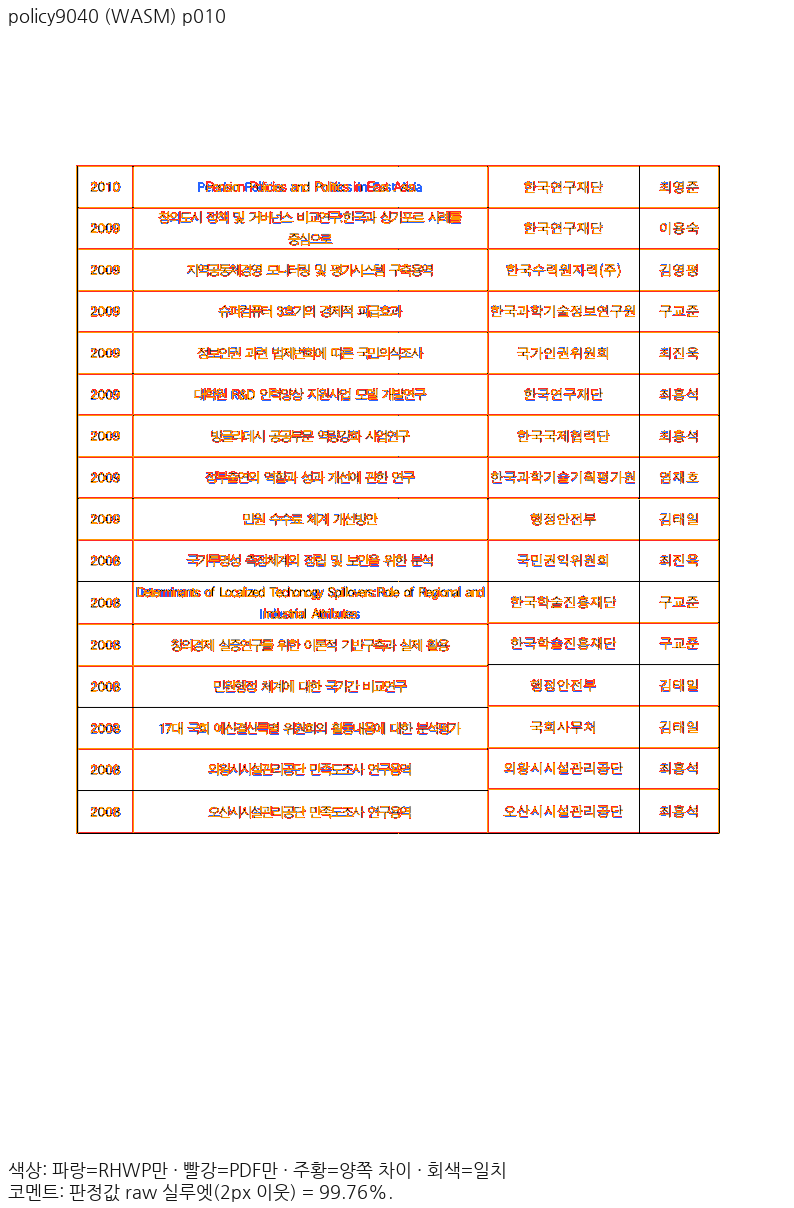 policy9040 (WASM) p010
2010 Pension Policies and Politics in East Asia 한국연구재단 최영준
2009 창의도시 정책 및 거버넌스 비교연구:한국과 싱가포르 사례를 한국연구재단 이용숙
중심으로
2009 지역공동체경영 모니터링 및 평가시스템 구축용역 한국수력원자력(주) 김영평
2009 슈퍼컴퓨터 3호기의 경제적 파급효과 한국과학기술정보연구원 구교준
2009 정보인권 관련 법제변화에 따른 국민의식조사 국가인권위원회 최진욱
2009 대학원 R&D 인력양상 지원사업 모델 개발연구 한국연구재단 최흥석
2009 방글라데시 공공부문 역량강화 사업연구 한국국제협력단 최흥석
2009 정부출연의 역할과 성과 개선에 관한 연구 한국과학기술기획평가원 염재호
2009 민원 수수료 체계 개선방안 행정안전부 김태일
2008 국가투명성 측정체계의 정립 및 보완을 위한 분석 국민권익위원회 최진욱
2008 Determinants of Localized Techonogy Spillovers:Role of Regional and 한국학술진흥재단 구교준
Industrial Attributes
2008 창의경제 실증연구를 위한 이론적 기반구축과 실제 활용 한국학술진흥재단 구교준
2008 민원행정 체계에 대한 국가간 비교연구 행정안전부 김태일
2008 17대 국회 예산결산특별 위원회의 활동내용에 대한 분석평가 국회사무처 김태일
2008 의왕시시설관리공단 만족도조사 연구용역 의왕시시설관리공단 최흥석
2008 오산시시설관리공단 만족도조사 연구용역 오산시시설관리공단 최흥석
색상: 파랑=RHWP만 · 빨강=PDF만 · 주황=양쪽 차이 · 회색=일치
코멘트: 판정값 raw 실루엣(2px 이웃) = 99.76%.